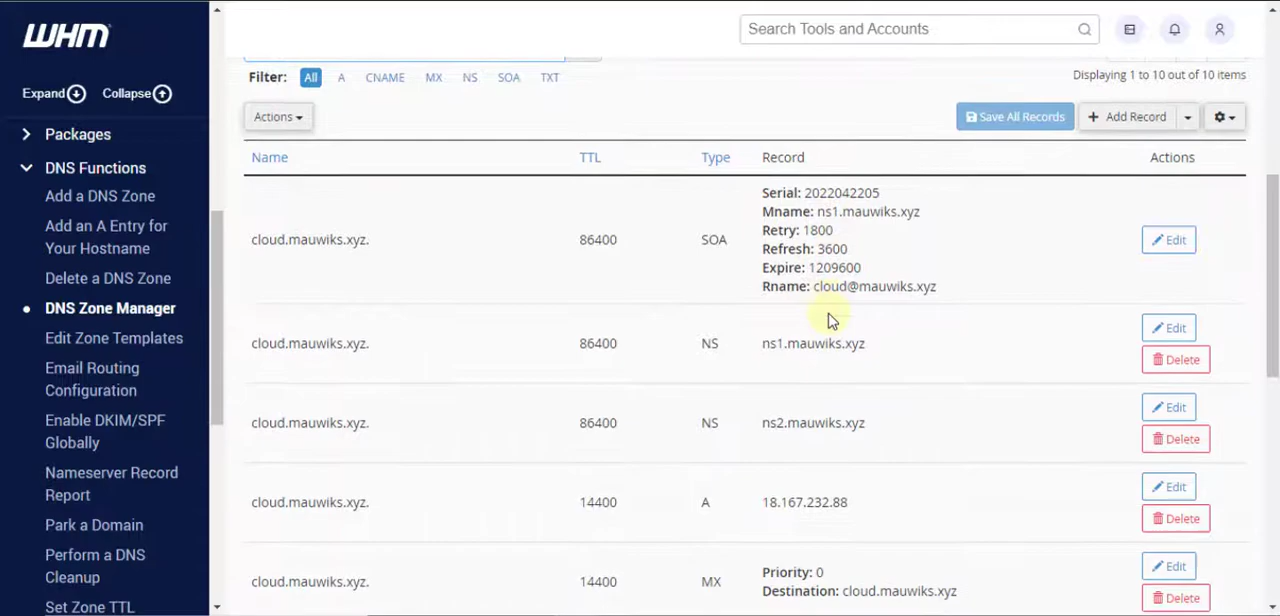 WHM
Search Tools and Accounts
Expand
Collapse
Packages
DNS Functions
Add a DNS Zone
Add an A Entry for
Your Hostname
Delete a DNS Zone
DNS Zone Manager
Edit Zone Templates
Email Routing
Configuration
Enable DKIM/SPF
Globally
Nameserver Record
Report
Park a Domain
Perform a DNS
Cleanup
Set Zone TTL
Filter: All A CNAME MX NS SOA TXT
Displaying 1 to 10 out of 10 items
Actions
Save All Records
Add Record
Name TTL Type Record Actions
cloud.mauwiks.xyz. 86400 SOA
Serial: 2022042205
Mname: ns1.mauwiks.xyz
Retry: 1800
Refresh: 3600
Expire: 1209600
Rname: cloud@mauwiks.xyz
Edit
cloud.mauwiks.xyz. 86400 NS ns1.mauwiks.xyz
Edit
Delete
cloud.mauwiks.xyz. 86400 NS ns2.mauwiks.xyz
Edit
Delete
cloud.mauwiks.xyz. 14400 A 18.167.232.88
Edit
Delete
cloud.mauwiks.xyz. 14400 MX
Priority: 0
Destination: cloud.mauwiks.xyz
Edit
Delete